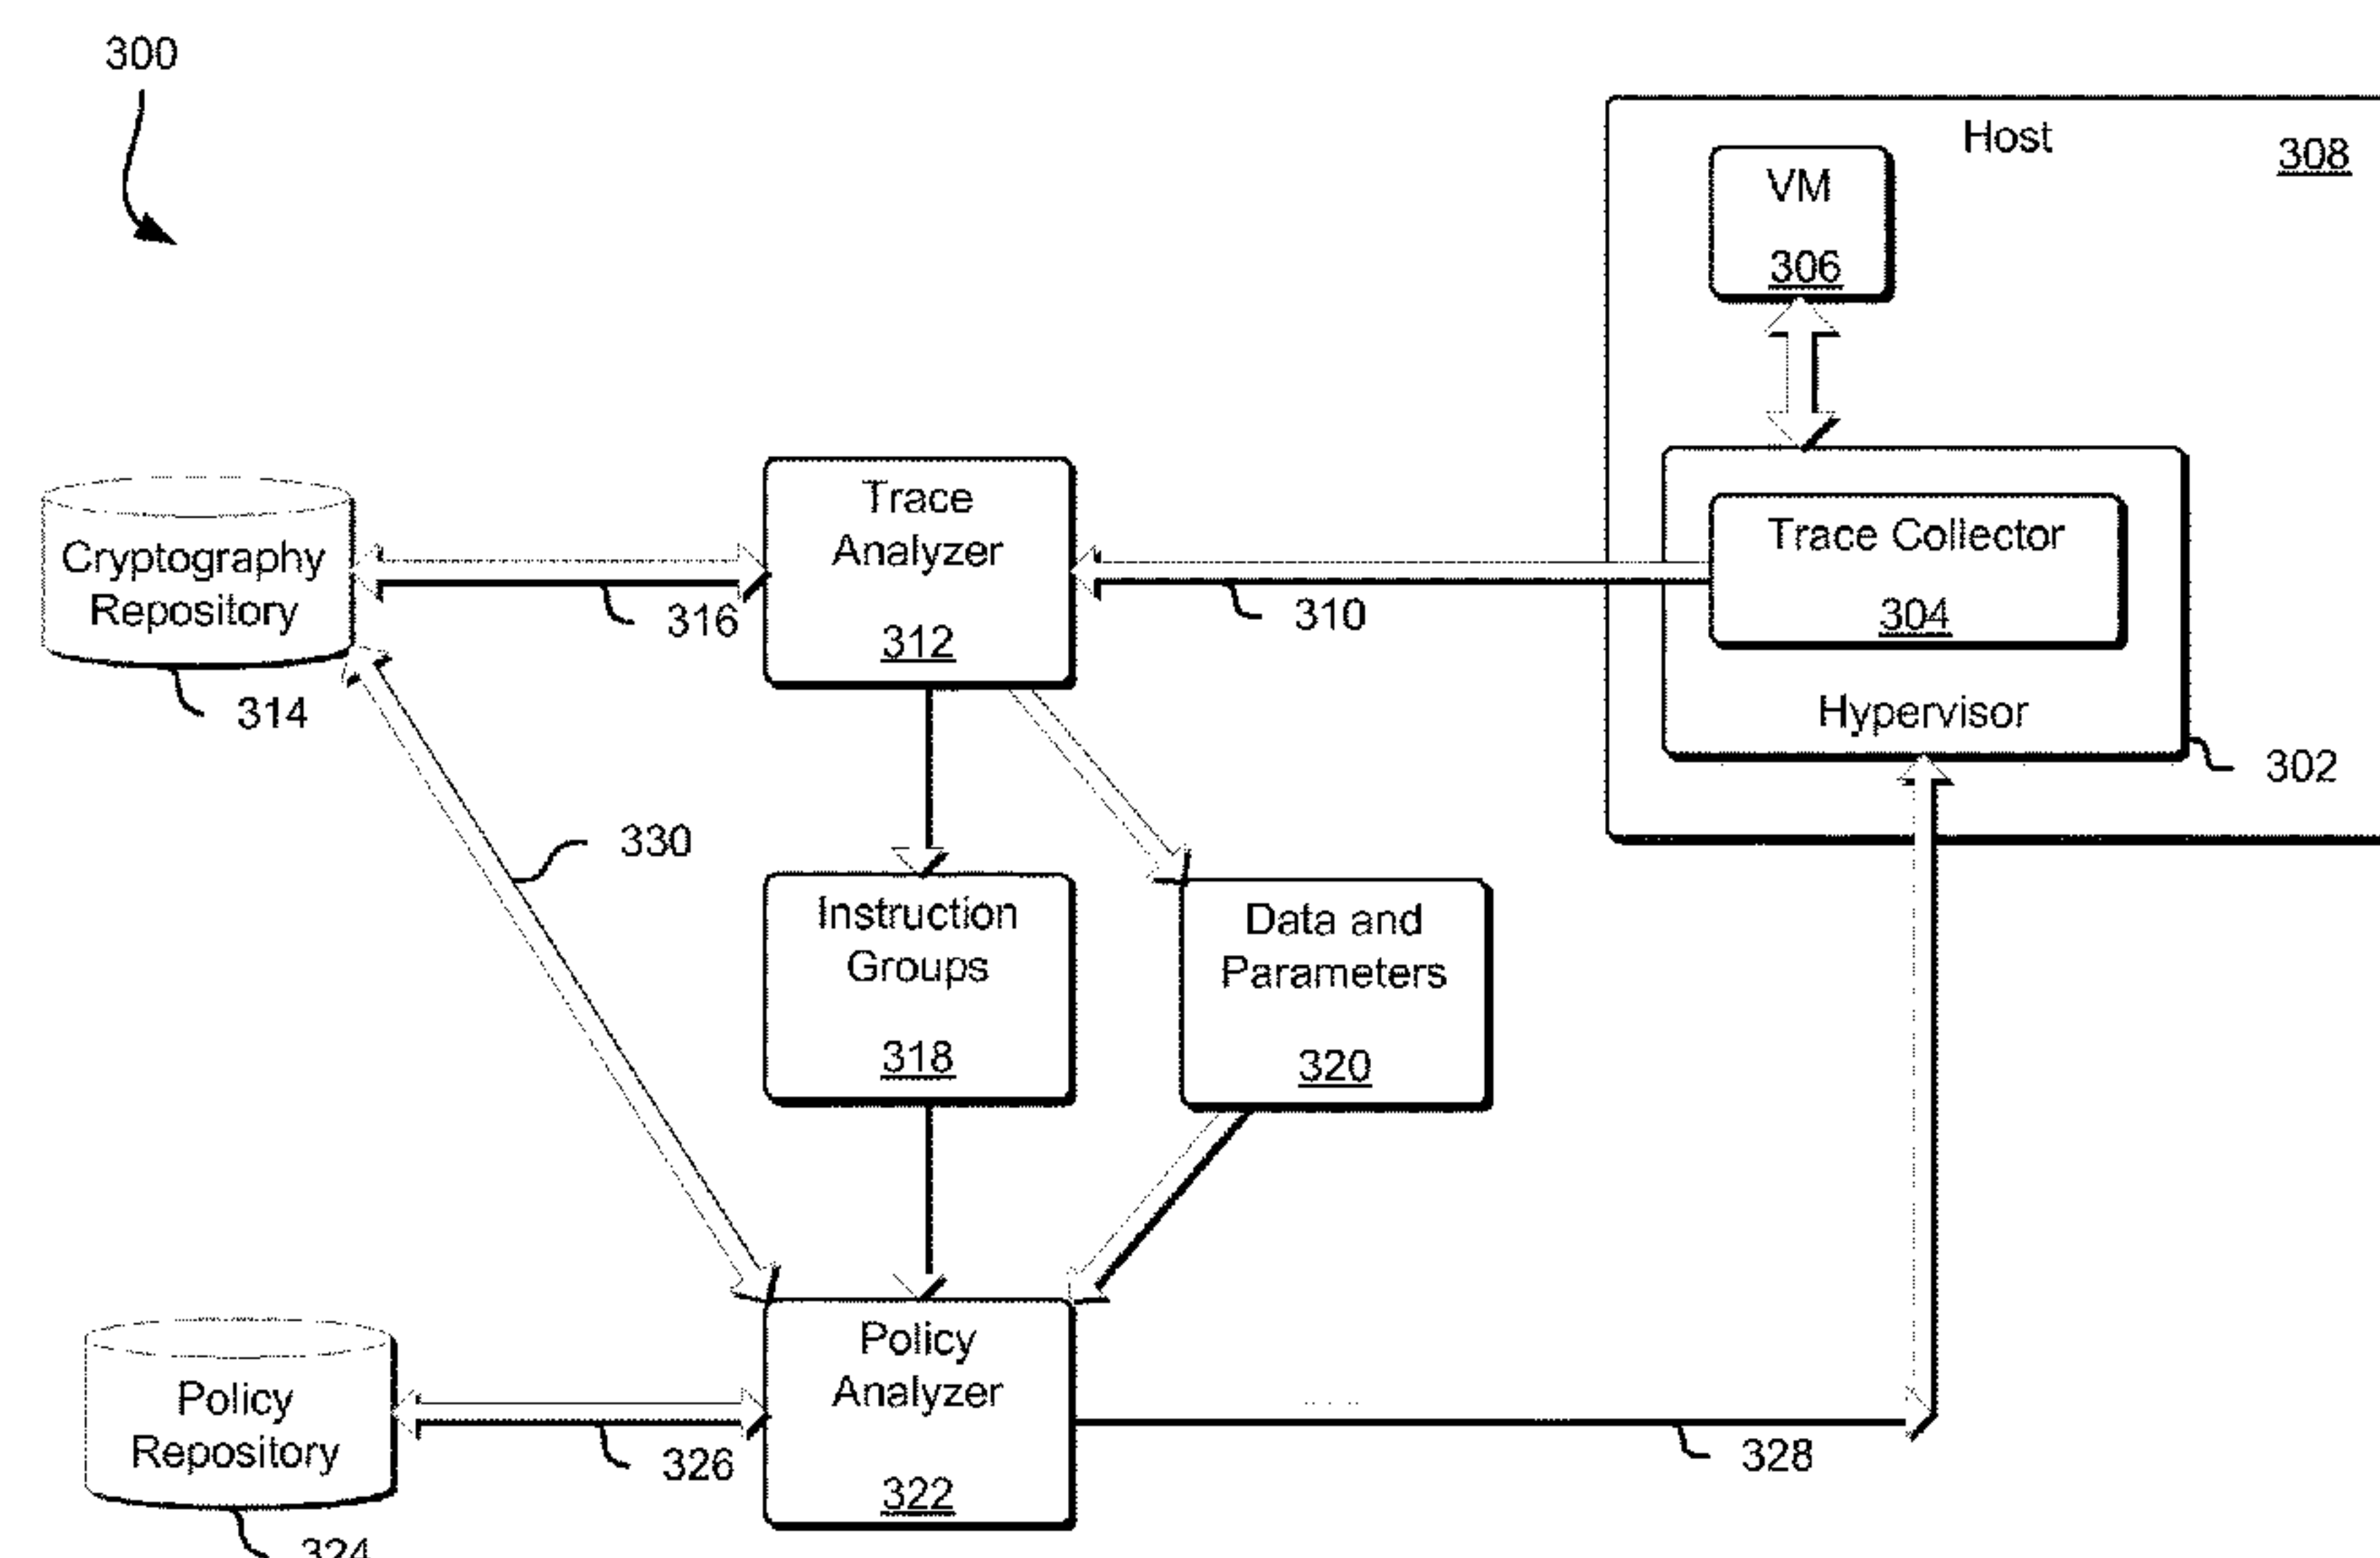 300
Host
308
VM
306
Trace
Analyzer
312
Trace Collector
304
Hypervisor
302
Cryptography
Repository
314
316
310
330
Instruction
Groups
318
Data and
Parameters
320
Policy
Analyzer
322
Policy
Repository
324
326
328